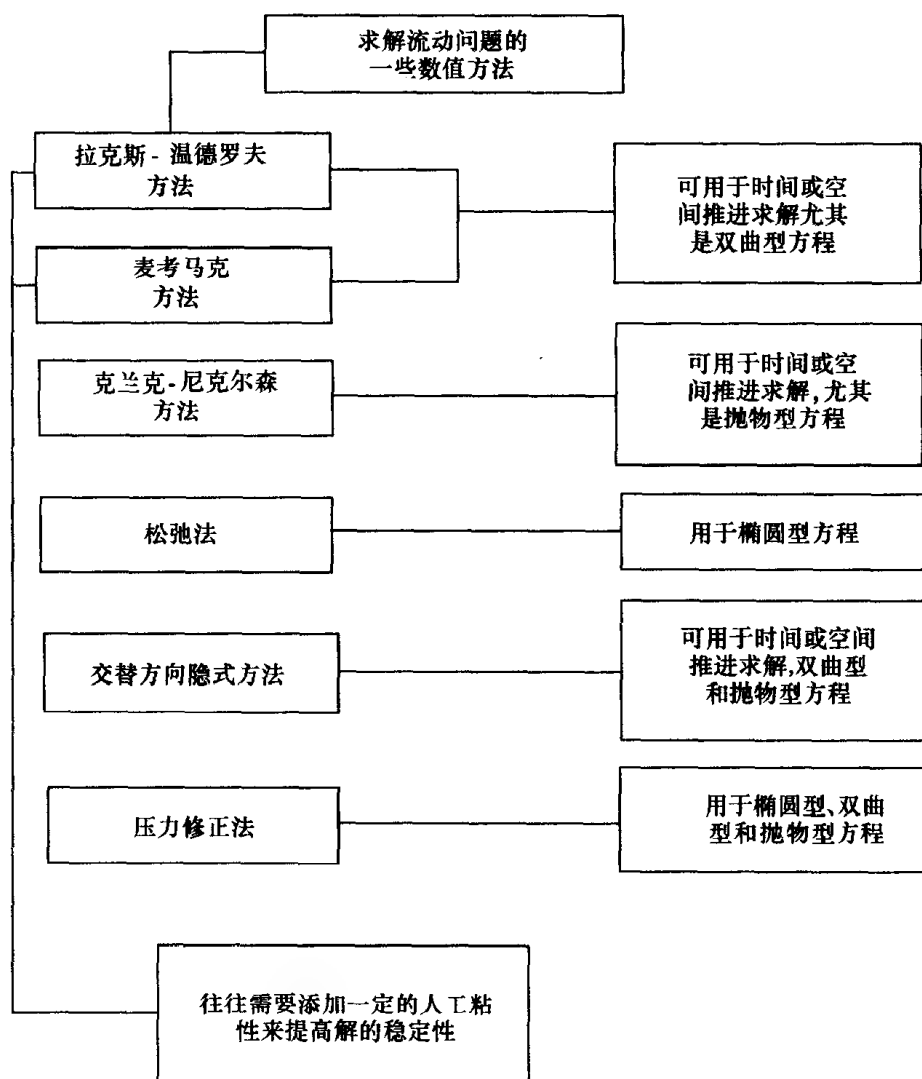 求解流动问题的
一些数值方法
拉克斯-温德罗夫
方法
可用于时间或空
间推进求解尤其
是双曲型方程
麦考马克
方法
克兰克-尼克尔森
方法
可用于时间或空
间推进求解,尤其
是抛物型方程
松弛法
用于椭圆型方程
交替方向隐式方法
可用于时间或空间
推进求解,双曲型
和抛物型方程
压力修正法
用于椭圆型、双曲
型和抛物型方程
往往需要添加一定的人工粘
性来提高解的稳定性